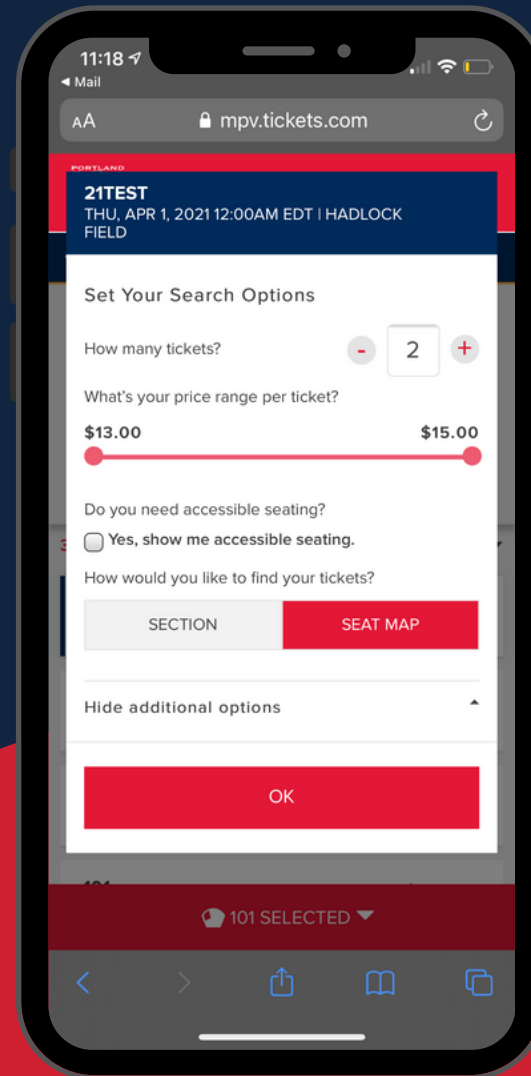 11:18
Mail
AA mpv.tickets.com
PORTLAND
21TEST
THU, APR 1, 2021 12:00AM EDT | HADLOCK
FIELD
Set Your Search Options
How many tickets? - 2 +
What's your price range per ticket?
$13.00 $15.00
Do you need accessible seating?
Yes, show me accessible seating.
How would you like to find your tickets?
SECTION SEAT MAP
Hide additional options
OK
101 SELECTED